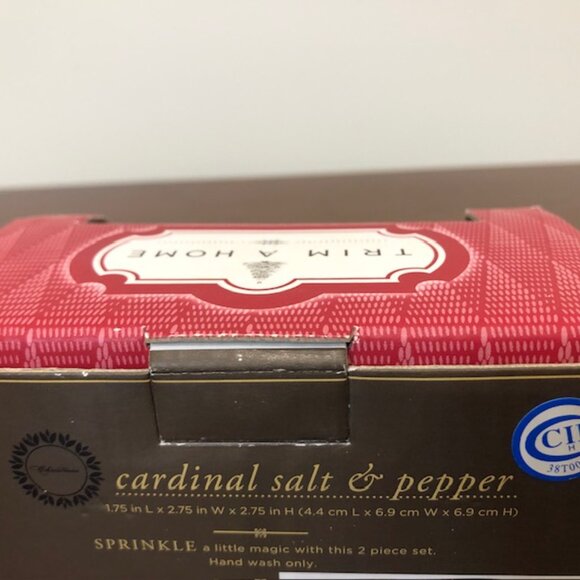 TRIM A HOME
cardinal salt & pepper
1.75 in L x 2.75 in W x 2.75 in H (4.4 cm L x 6.9 cm W x 6.9 cm H)
SPRINKLE a little magic with this 2 piece set.
Hand wash only.
38T00